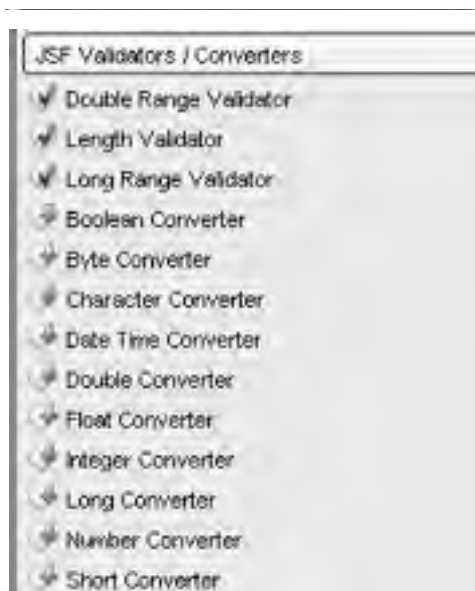 JSF Validators / Converters
Double Range Validator
Length Validator
Long Range Validator
Boolean Converter
Byte Converter
Character Converter
Date Time Converter
Double Converter
Float Converter
Integer Converter
Long Converter
Number Converter
Short Converter